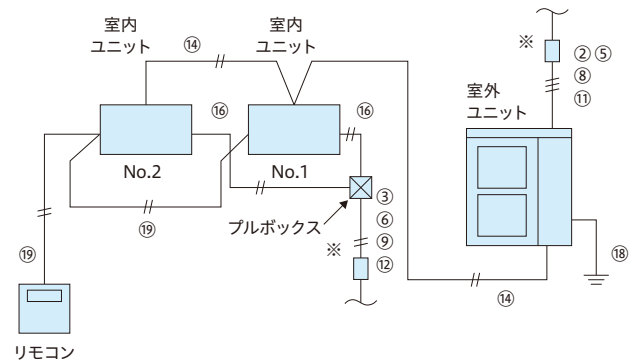 室内
ユニット
⑭
室内
ユニット
※
②⑤
⑧
⑪
室外
ユニット
⑯
⑯
No.2
No.1
③
⑥
⑨
⑫
プルボックス
※
⑲
⑲
⑱
⑭
リモコン